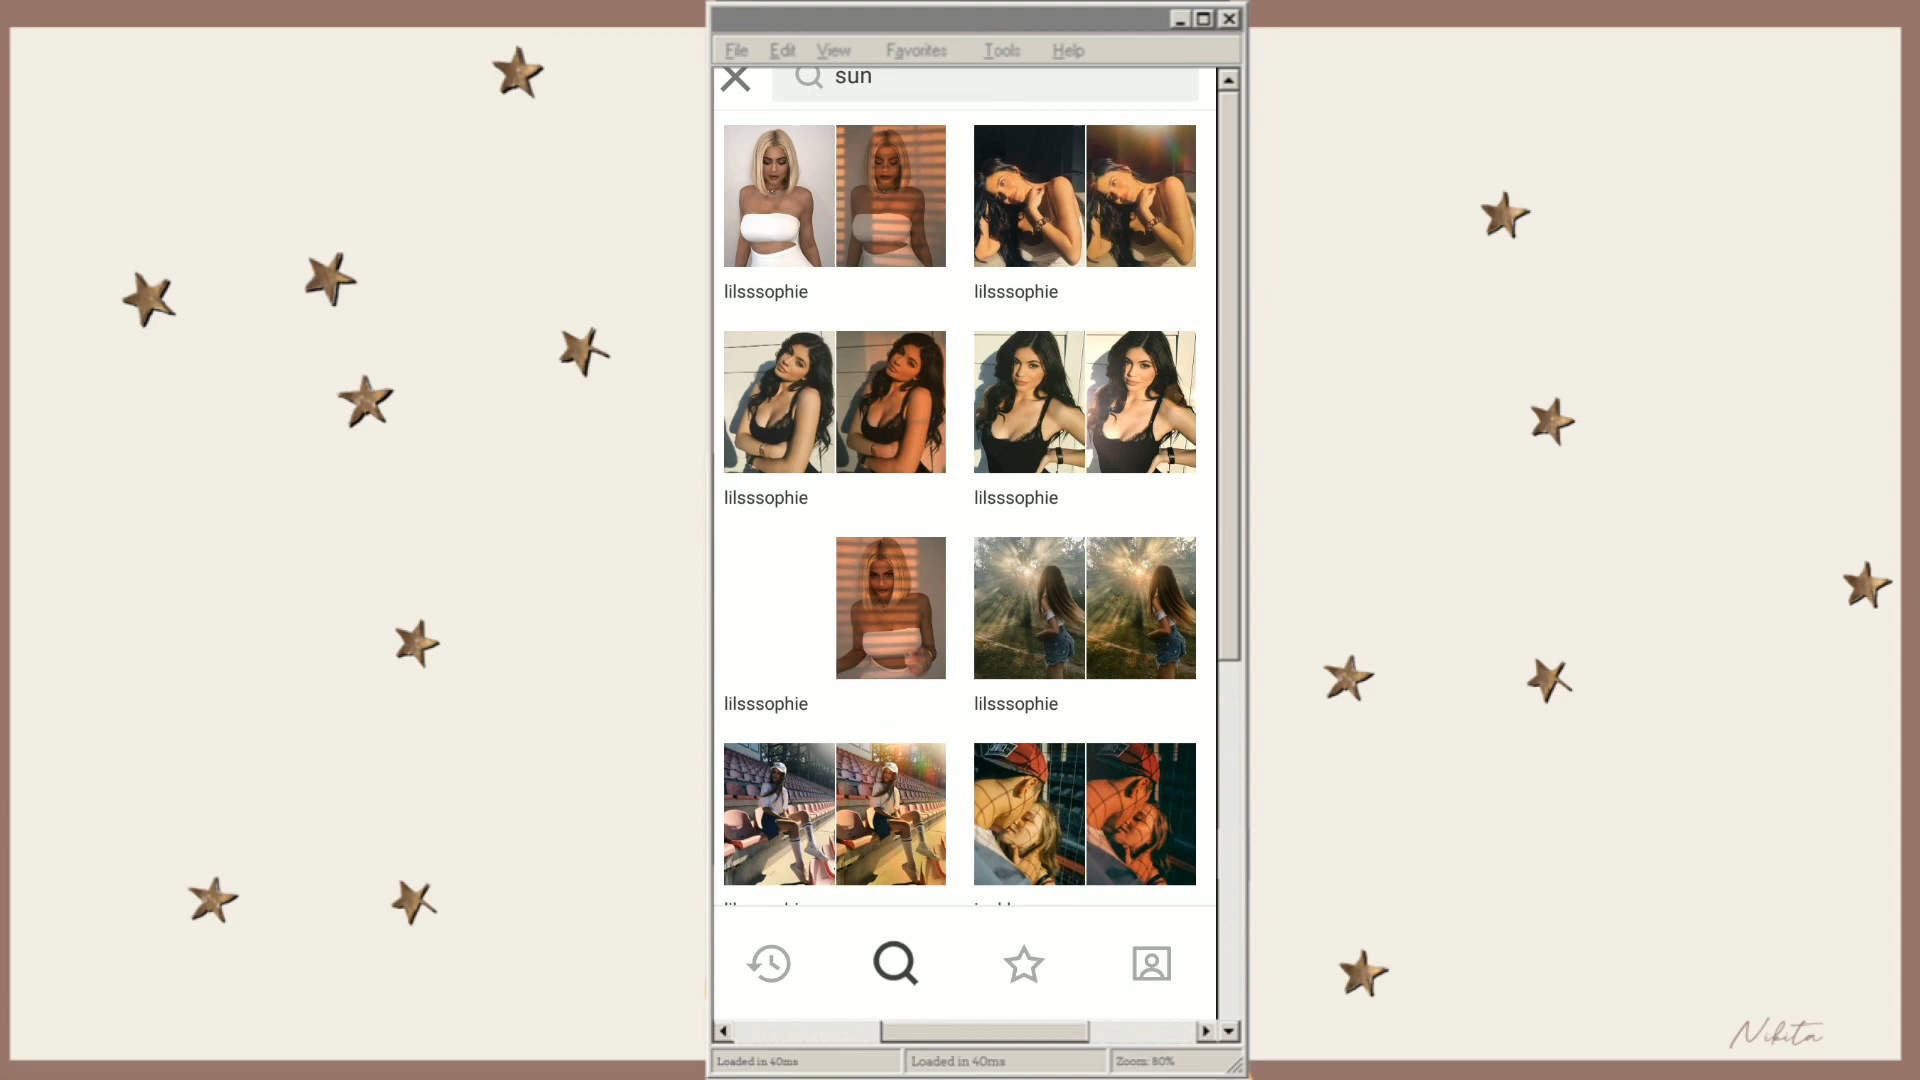 File Edit View Favorites Tools Help
sun
lilsssophie lilsssophie
lilsssophie lilsssophie
lilsssophie lilsssophie
Nikita
Loaded in 40ms Loaded in 40ms Zoom: 80%